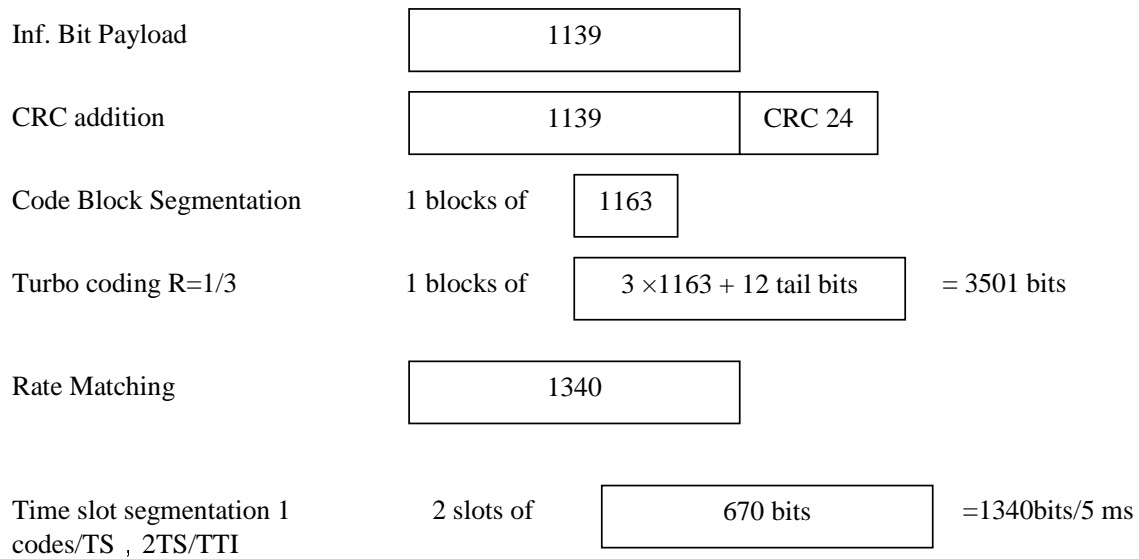 Inf. Bit Payload 1139
CRC addition 1139 CRC 24
Code Block Segmentation 1 blocks of 1163
Turbo coding R=1/3 1 blocks of 3 ×1163 + 12 tail bits = 3501 bits
Rate Matching 1340
Time slot segmentation 1 2 slots of 670 bits =1340bits/5 ms
codes/TS , 2TS/TTI